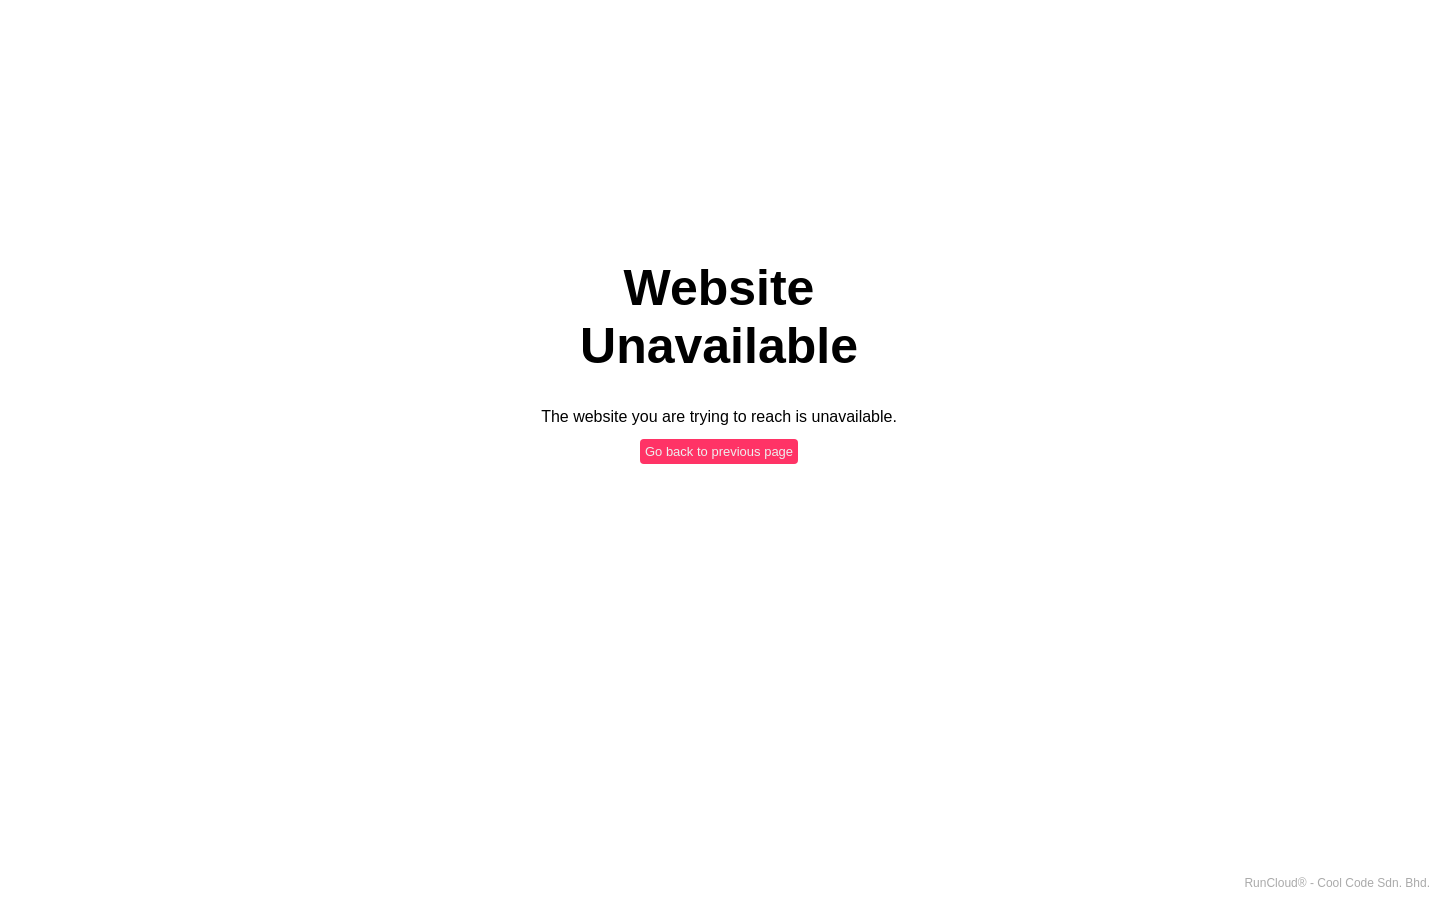 Website
Unavailable
The website you are trying to reach is unavailable.
Go back to previous page
RunCloud® - Cool Code Sdn. Bhd.